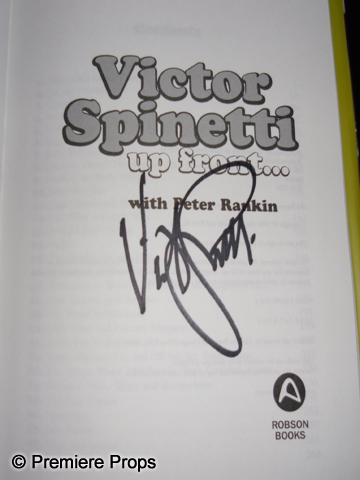 Victor
Spinetti
up front...
with Peter Rankin
ROBSON
BOOKS
© Premiere Props